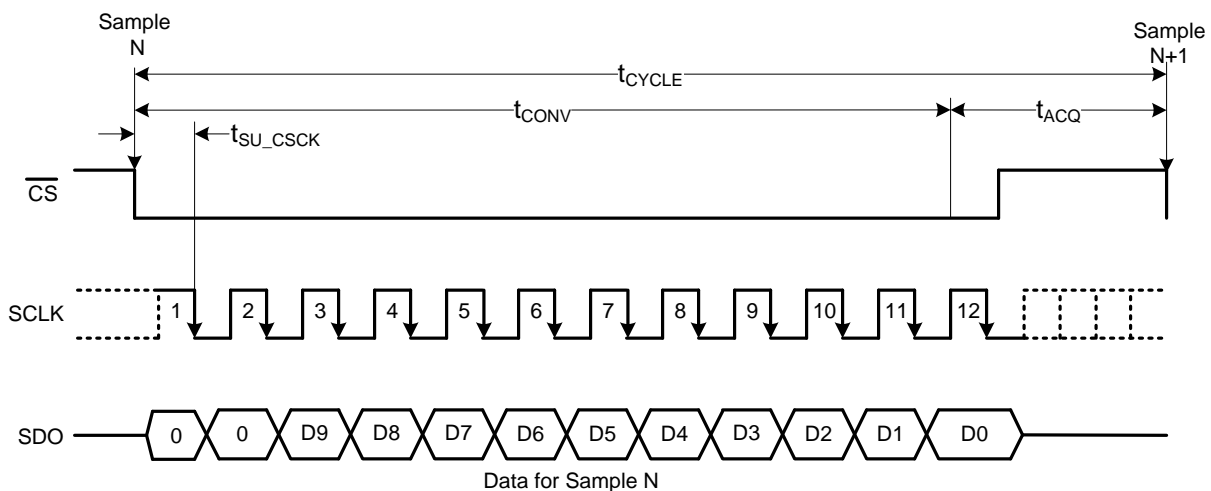 Sample
N
Sample
N+1
tCYCLE
tCONV
tACQ
tSU_CSCK
CS
SCLK
1 2 3 4 5 6 7 8 9 10 11 12
SDO
0 0 D9 D8 D7 D6 D5 D4 D3 D2 D1 D0
Data for Sample N